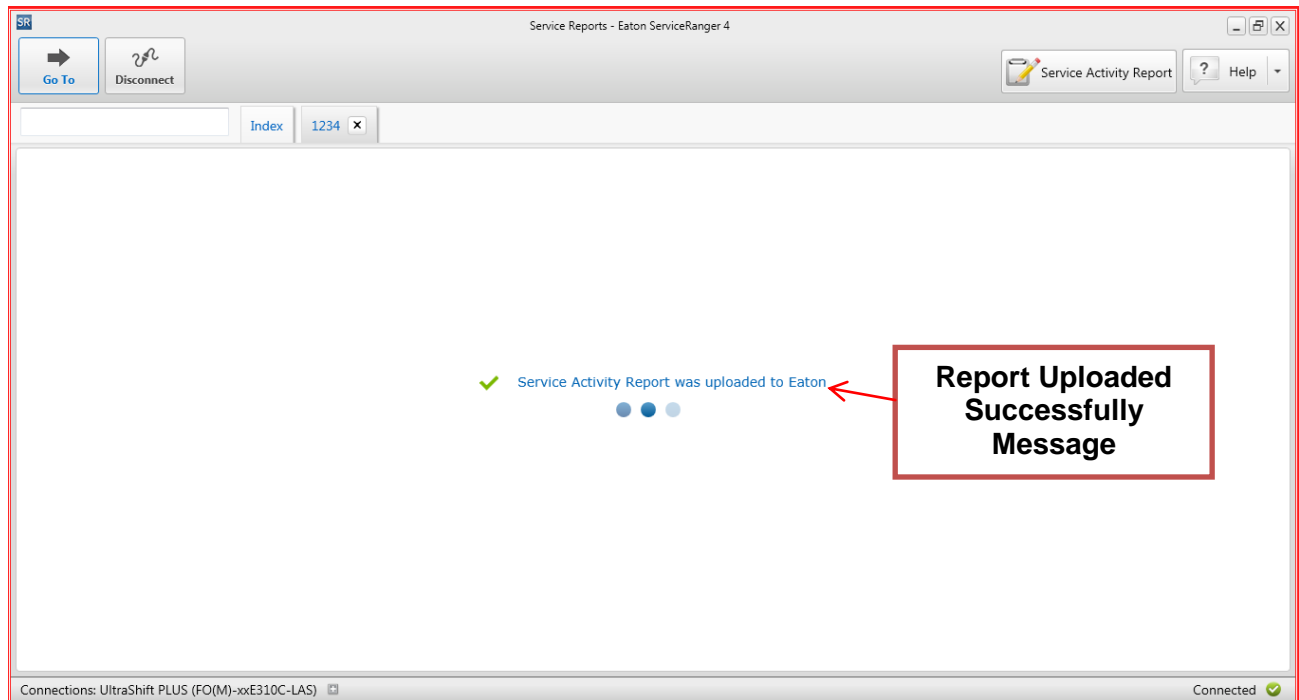 SR
Service Reports - Eaton ServiceRanger 4
Go To
Disconnect
Service Activity Report
? Help
Index
1234
Service Activity Report was uploaded to Eaton
Report Uploaded
Successfully
Message
Connections: UltraShift PLUS (FO(M)-xxE310C-LAS)
Connected